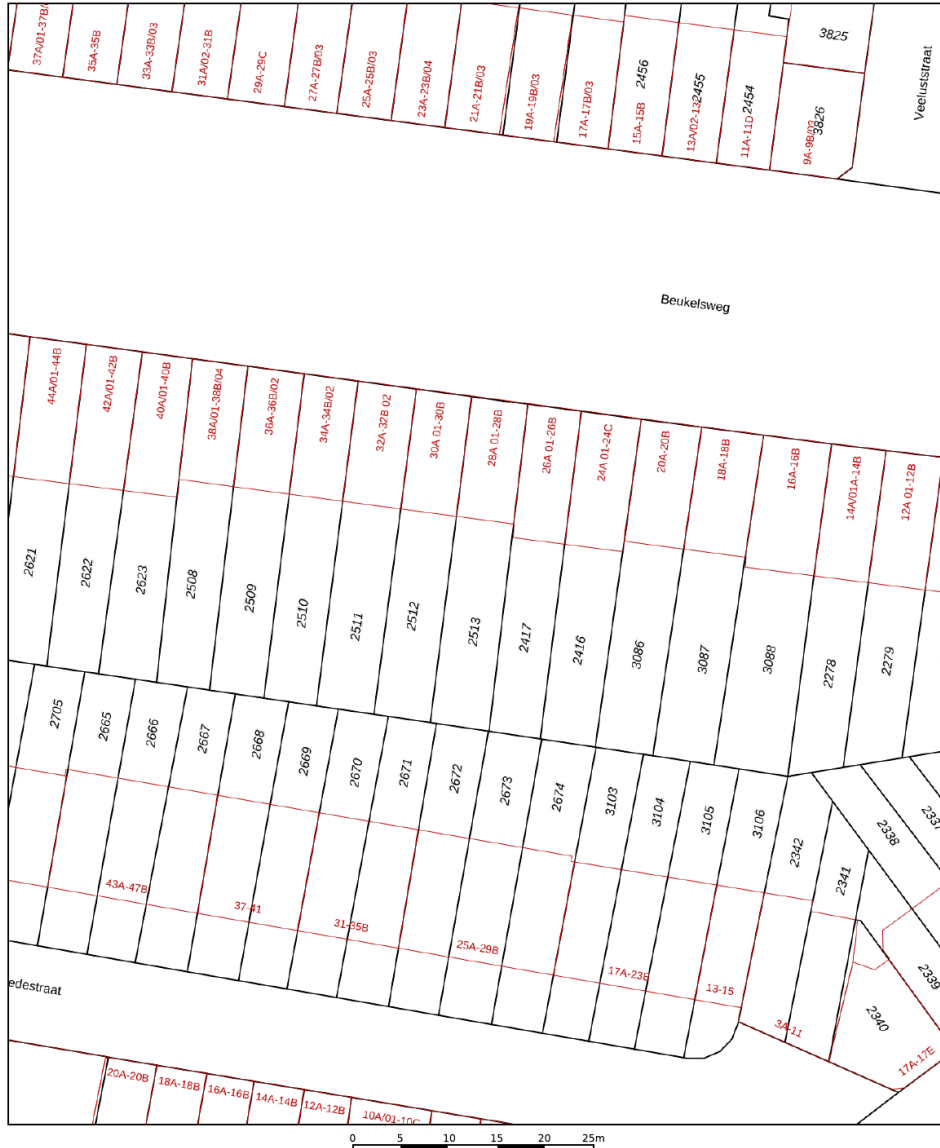 37A/01-37B/
35A-35B
33A-33B/03
31A/02-31B
29A-29C
27A-27B/03
25A-25B/03
23A-23B/04
21A-21B/03
19A-19B/03
17A-17B/03
15A-15B
2456
2455
11A-11D
2454
3825
3826
Veeluststraat
Beukelsweg
44A/01-44B
42A/01-42B
40A/01-40B
38A/01-38B/04
36A-36B/02
34A-34B/02
32A-32B 02
30A 01-30B
28A 01-28B
26A 01-26B
24A 01-24C
20A-20B
18A-18B
16A-16B
14A/01A-14B
12A 01-12B
2621
2622
2623
2508
2509
2510
2511
2512
2513
2417
2416
3086
3087
3088
2278
2279
2705
2665
2666
2667
2668
2669
2670
2671
2672
2673
2674
3103
3104
3105
3106
2342
2341
2338
2337
2339
2340
43A-47B
37-41
31-35B
25A-29B
17A-23B
13-15
3A-11
17A-17E
edestraat
20A-20B
18A-18B
16A-16B
14A-14B
12A-12B
10A/01-10C
0 5 10 15 20 25m